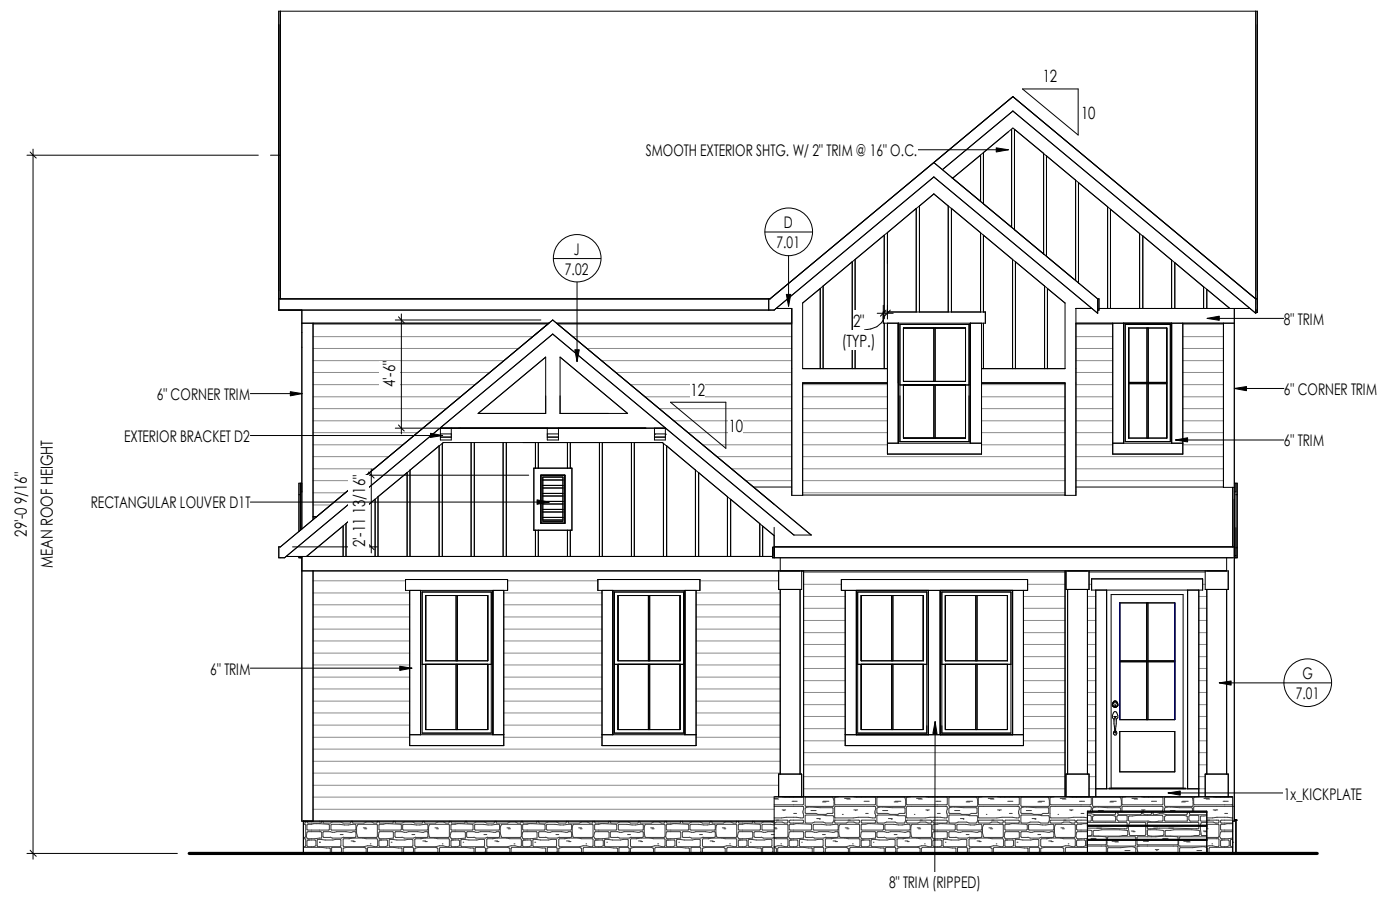 12
10
SMOOTH EXTERIOR SHTG. W/ 2" TRIM @ 16" O.C.
D
7.01
J
7.02
2"
(TYP.)
8" TRIM
4'-6"
12
10
6" CORNER TRIM
6" CORNER TRIM
EXTERIOR BRACKET D2
6" TRIM
29'-0 9/16"
MEAN ROOF HEIGHT
RECTANGULAR LOUVER D1T
2'-11 13/16"
6" TRIM
G
7.01
1x_KICKPLATE
8" TRIM (RIPPED)